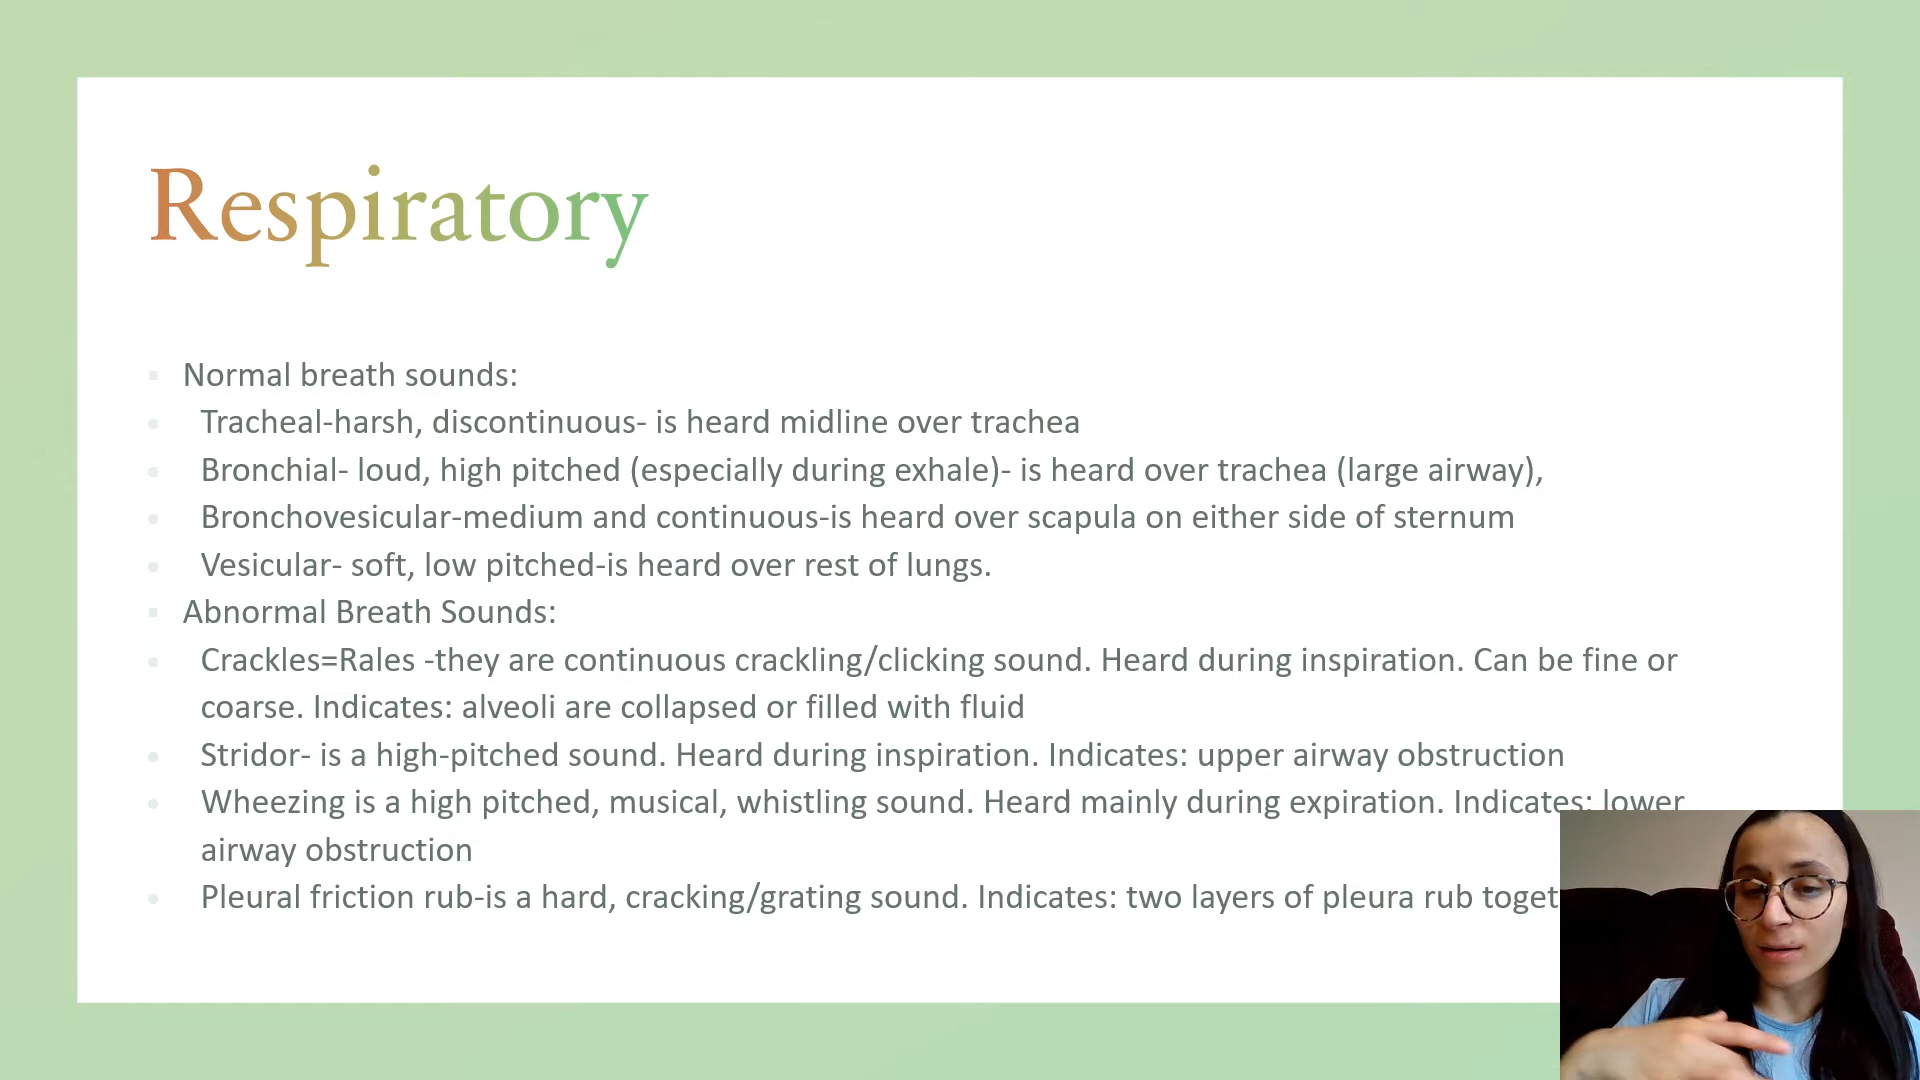 Respiratory
Normal breath sounds:
Tracheal-harsh, discontinuous- is heard midline over trachea
Bronchial- loud, high pitched (especially during exhale)- is heard over trachea (large airway),
Bronchovesicular-medium and continuous-is heard over scapula on either side of sternum
Vesicular- soft, low pitched-is heard over rest of lungs.
Abnormal Breath Sounds:
Crackles=Rales -they are continuous crackling/clicking sound. Heard during inspiration. Can be fine or
coarse. Indicates: alveoli are collapsed or filled with fluid
Stridor- is a high-pitched sound. Heard during inspiration. Indicates: upper airway obstruction
Wheezing is a high pitched, musical, whistling sound. Heard mainly during expiration. Indicates: lower
airway obstruction
Pleural friction rub-is a hard, cracking/grating sound. Indicates: two layers of pleura rub